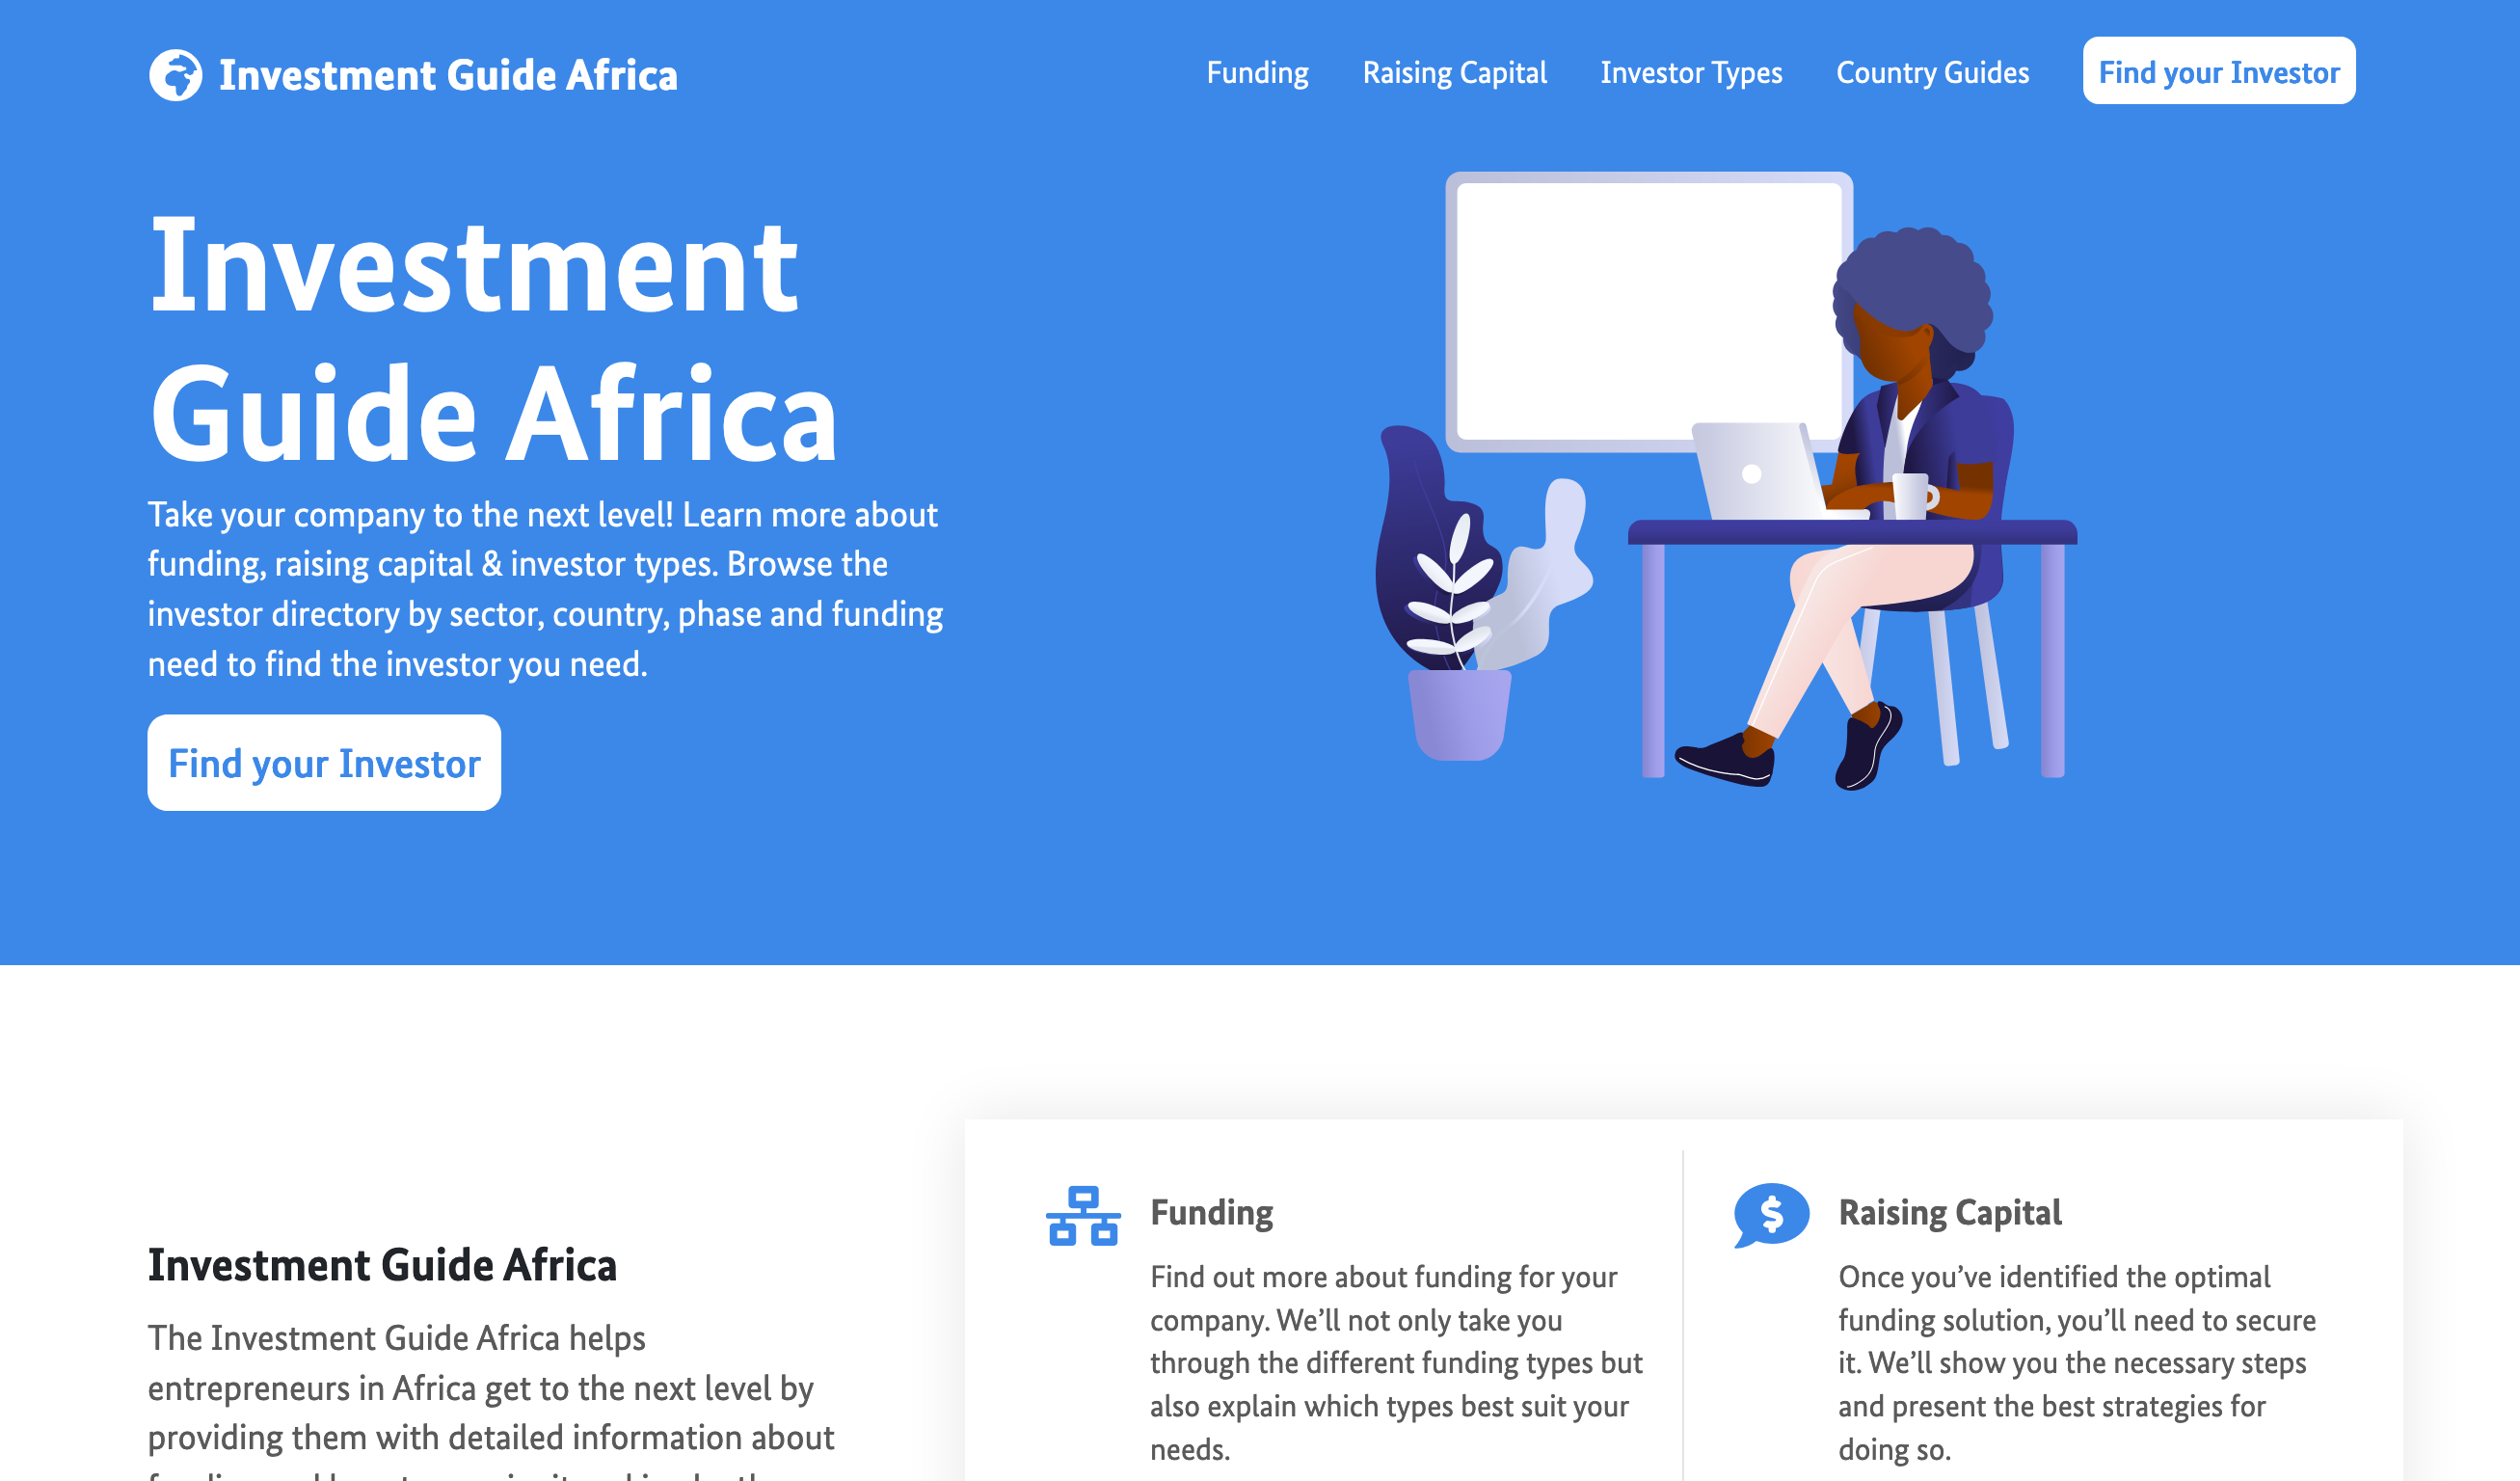 Investment Guide Africa
Funding
Raising Capital
Investor Types
Country Guides
Find your Investor
Investment
Guide Africa
Take your company to the next level! Learn more about
funding, raising capital & investor types. Browse the
investor directory by sector, country, phase and funding
need to find the investor you need.
Find your Investor
Investment Guide Africa
The Investment Guide Africa helps
entrepreneurs in Africa get to the next level by
providing them with detailed information about
Funding
Find out more about funding for your
company. We’ll not only take you
through the different funding types but
also explain which types best suit your
needs.
Raising Capital
$
Once you’ve identified the optimal
funding solution, you’ll need to secure
it. We’ll show you the necessary steps
and present the best strategies for
doing so.